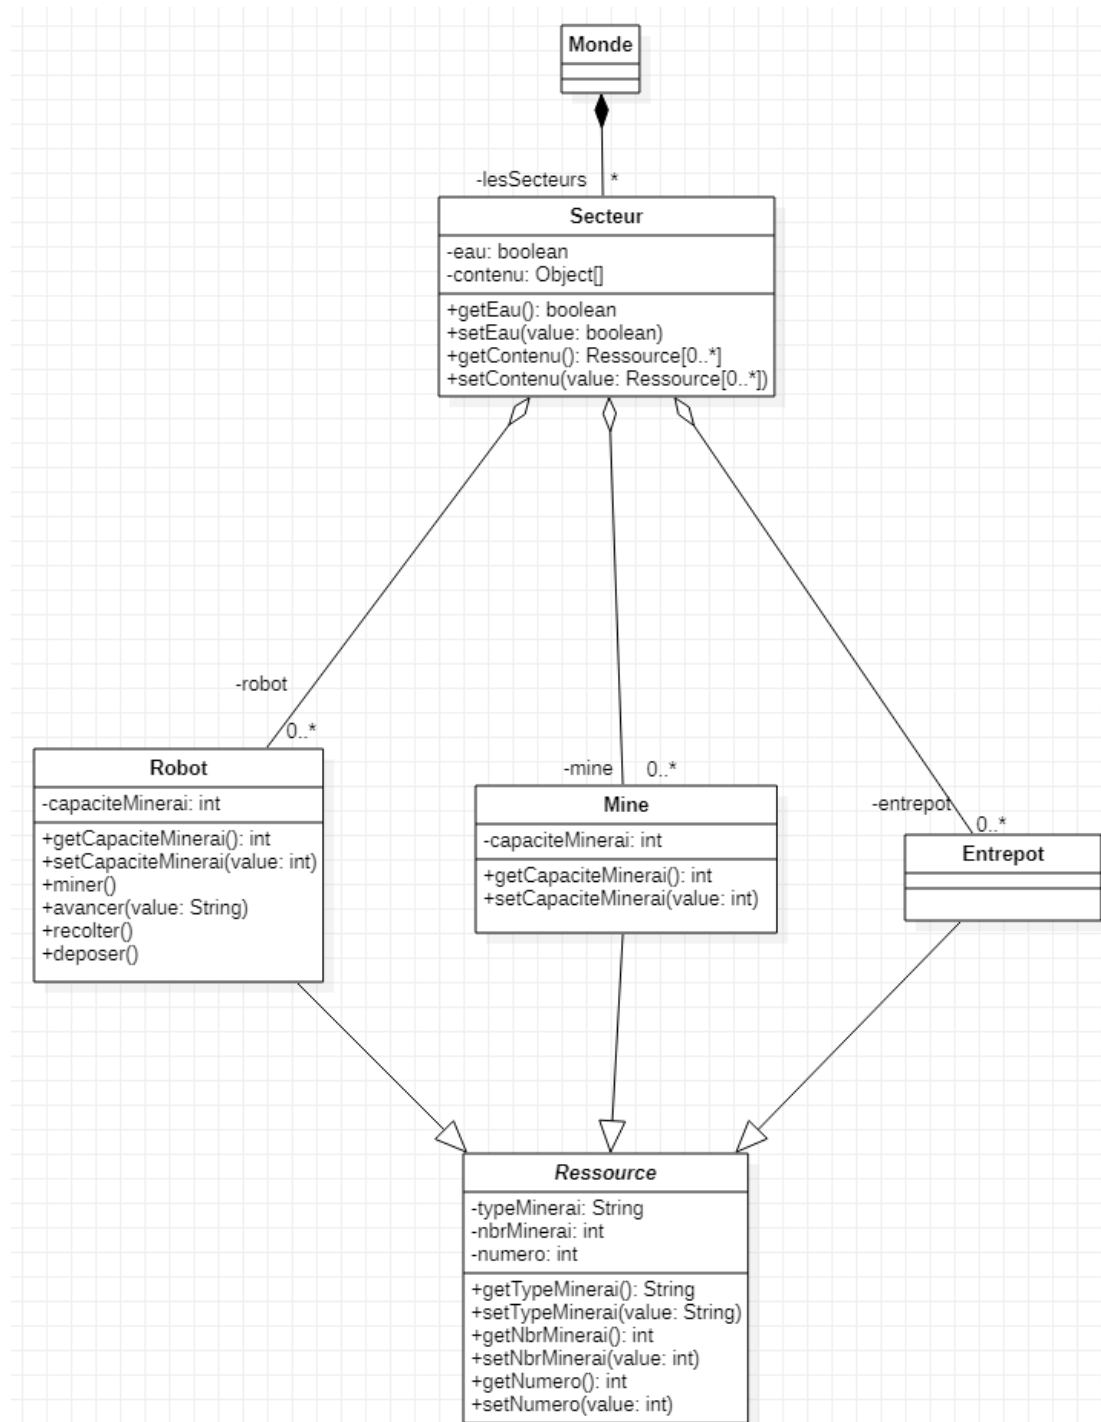 Monde
-lesSecteurs *
Secteur
-eau: boolean
-contenu: Object[]
+getEau(): boolean
+setEau(value: boolean)
+getContenu(): Ressource[0..*]
+setContenu(value: Ressource[0..*])
-robot
0..*
Robot
-capaciteMinerai: int
+getCapaciteMinerai(): int
+setCapaciteMinerai(value: int)
+miner()
+avancer(value: String)
+recolter()
+deposer()
-mine 0..*
Mine
-capaciteMinerai: int
+getCapaciteMinerai(): int
+setCapaciteMinerai(value: int)
-entrepot
0..*
Entrepot
Ressource
-typeMinerai: String
-nbrMinerai: int
-numero: int
+getTypeMinerai(): String
+setTypeMinerai(value: String)
+getNbrMinerai(): int
+setNbrMinerai(value: int)
+getNumero(): int
+setNumero(value: int)